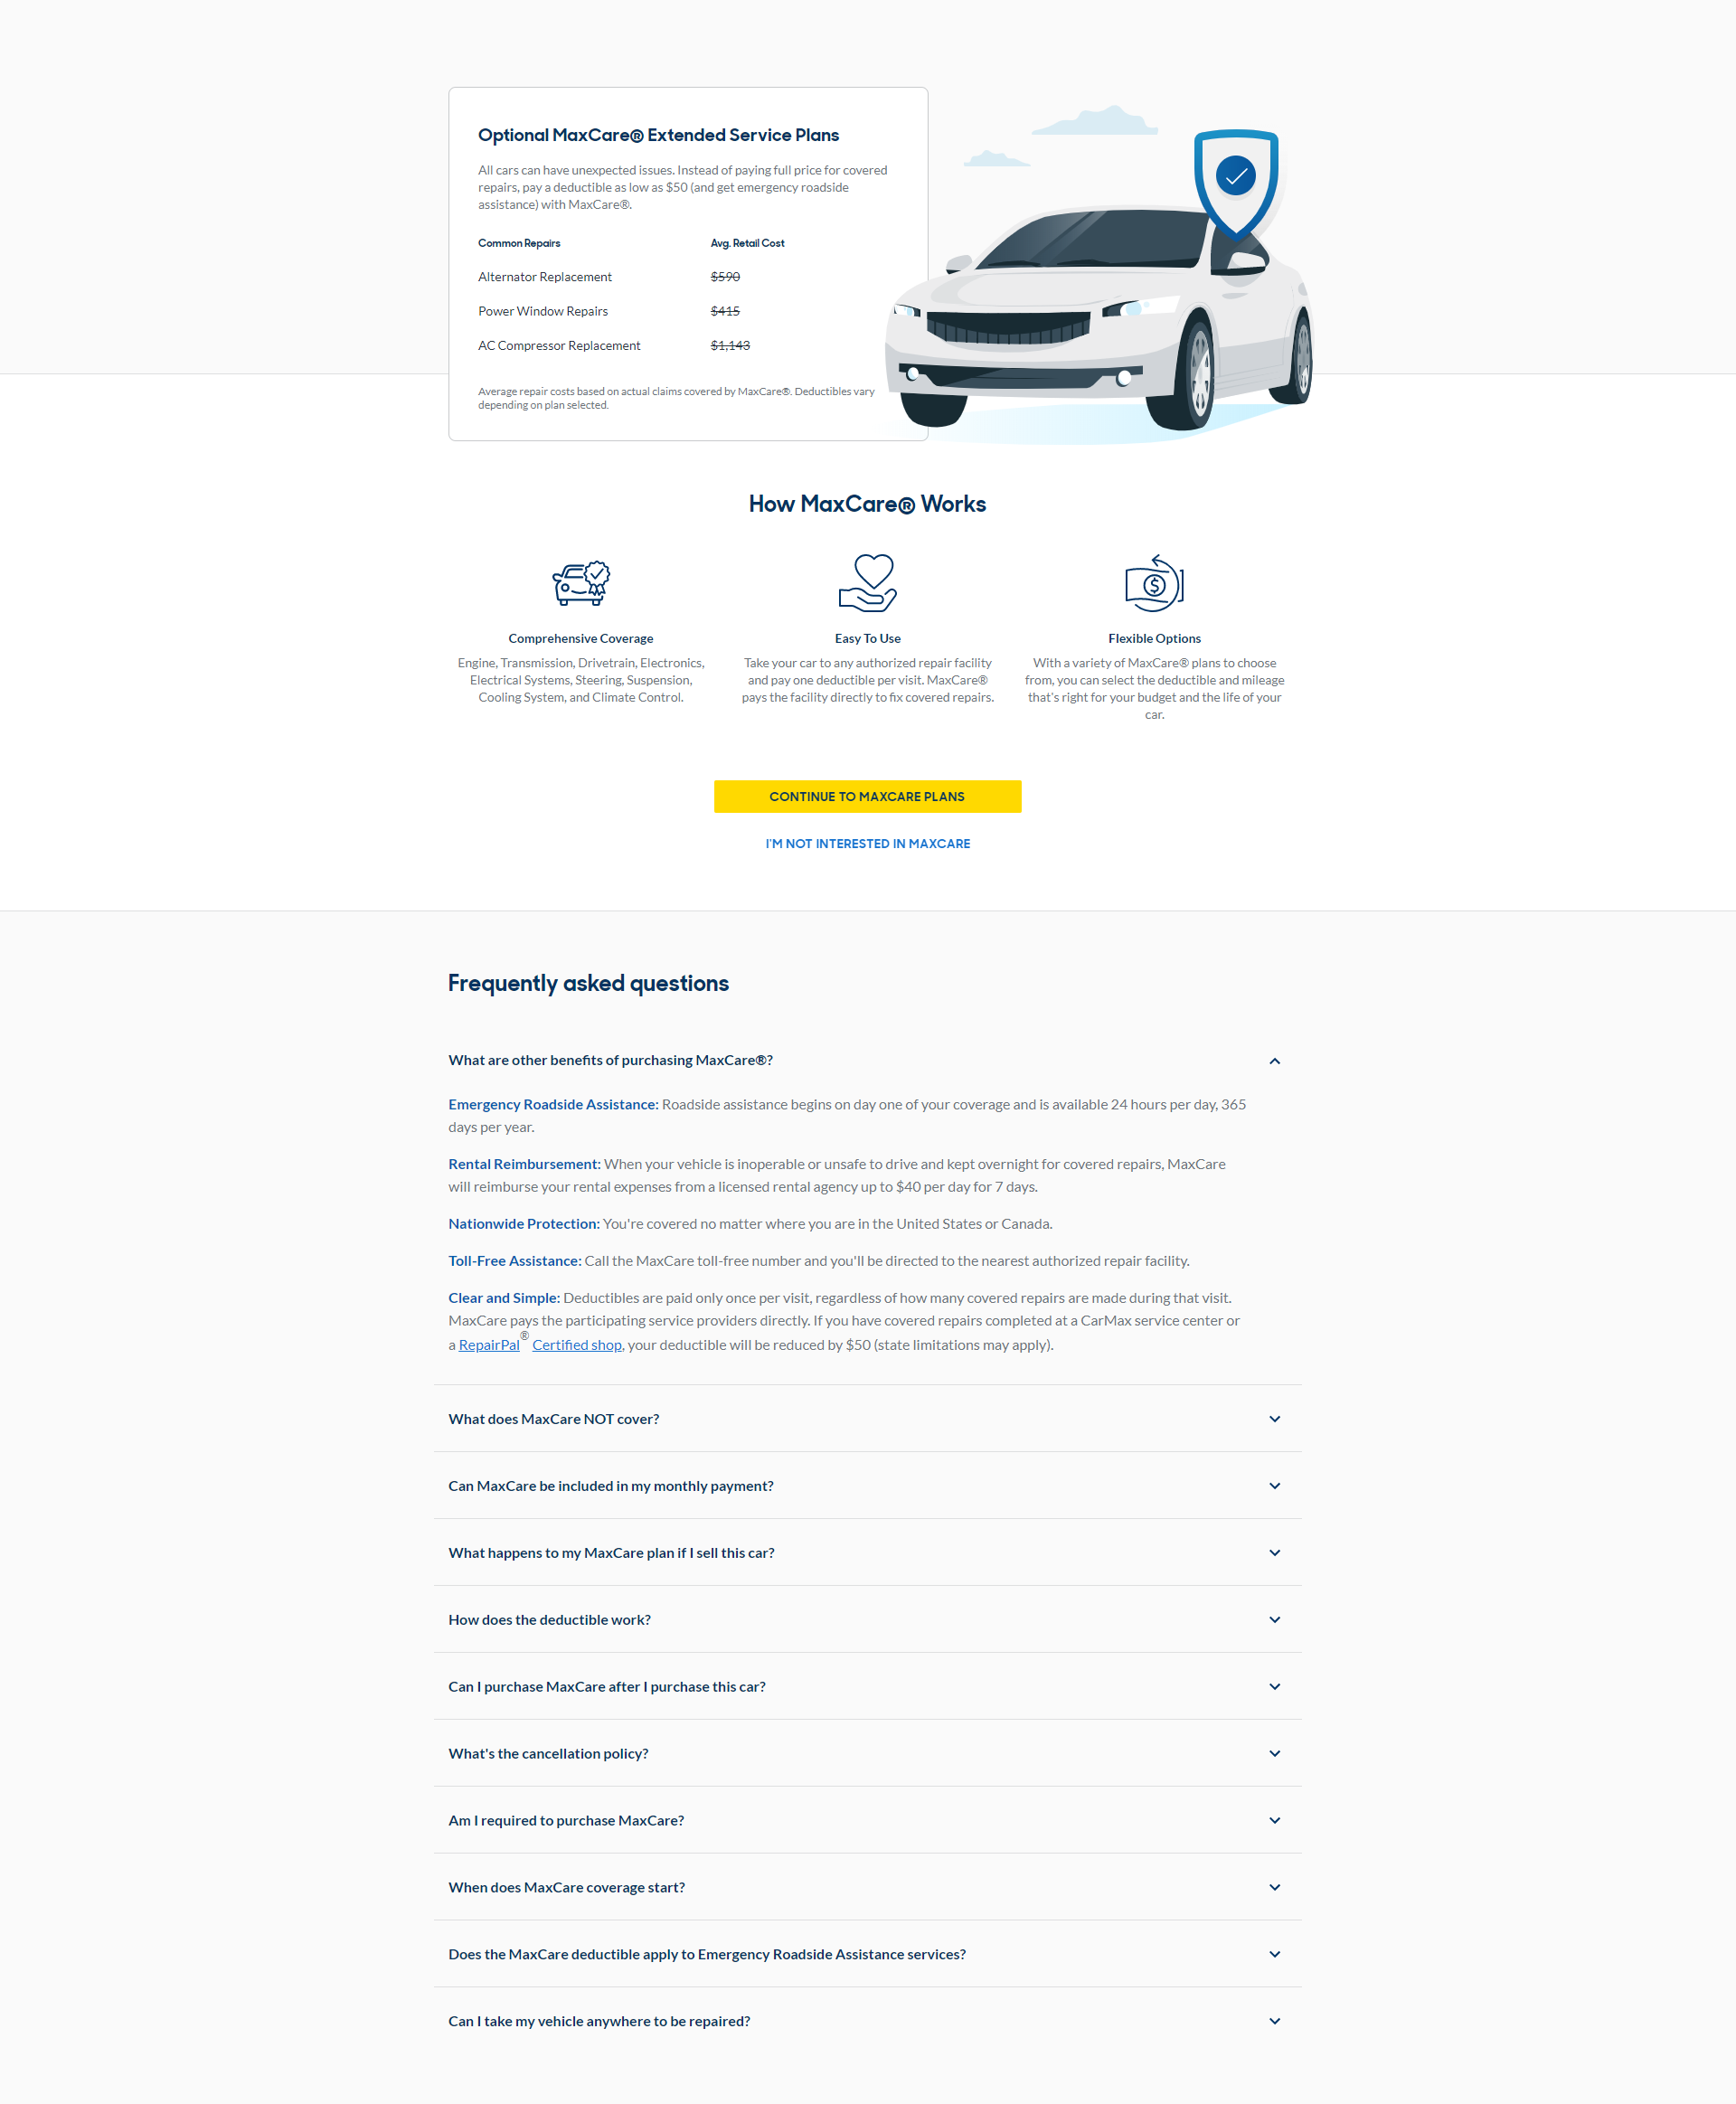 Optional MaxCare® Extended Service Plans
All cars can have unexpected issues. Instead of paying full price for covered
repairs, pay a deductible as low as $50 (and get emergency roadside
assistance) with MaxCare®.
Common Repairs Avg. Retail Cost
Alternator Replacement $590
Power Window Repairs $415
AC Compressor Replacement $1,143
Average repair costs based on actual claims covered by MaxCare®. Deductibles vary
depending on plan selected.
How MaxCare® Works
Comprehensive Coverage
Engine, Transmission, Drivetrain, Electronics,
Electrical Systems, Steering, Suspension,
Cooling System, and Climate Control.
Easy To Use
Take your car to any authorized repair facility
and pay one deductible per visit. MaxCare®
pays the facility directly to fix covered repairs.
Flexible Options
With a variety of MaxCare® plans to choose
from, you can select the deductible and mileage
that's right for your budget and the life of your
car.
CONTINUE TO MAXCARE PLANS
I'M NOT INTERESTED IN MAXCARE
Frequently asked questions
What are other benefits of purchasing MaxCare®?
Emergency Roadside Assistance: Roadside assistance begins on day one of your coverage and is available 24 hours per day, 365
days per year.
Rental Reimbursement: When your vehicle is inoperable or unsafe to drive and kept overnight for covered repairs, MaxCare
will reimburse your rental expenses from a licensed rental agency up to $40 per day for 7 days.
Nationwide Protection: You're covered no matter where you are in the United States or Canada.
Toll-Free Assistance: Call the MaxCare toll-free number and you'll be directed to the nearest authorized repair facility.
Clear and Simple: Deductibles are paid only once per visit, regardless of how many covered repairs are made during that visit.
MaxCare pays the participating service providers directly. If you have covered repairs completed at a CarMax service center or
a RepairPal® Certified shop, your deductible will be reduced by $50 (state limitations may apply).
What does MaxCare NOT cover?
Can MaxCare be included in my monthly payment?
What happens to my MaxCare plan if I sell this car?
How does the deductible work?
Can I purchase MaxCare after I purchase this car?
What's the cancellation policy?
Am I required to purchase MaxCare?
When does MaxCare coverage start?
Does the MaxCare deductible apply to Emergency Roadside Assistance services?
Can I take my vehicle anywhere to be repaired?